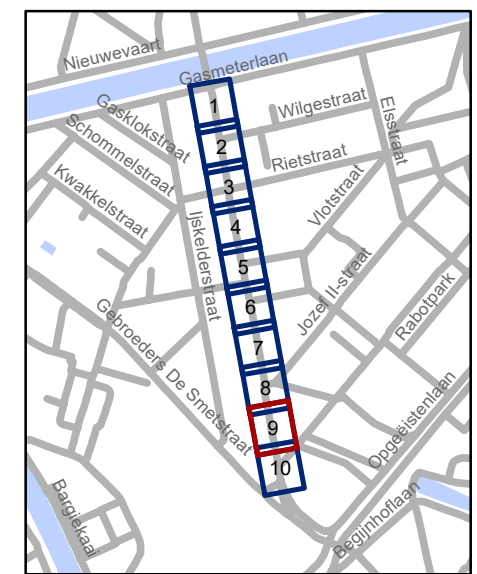 Nieuwevaart
Gasmeterlaan
Gasklokstraat
Schommelstraat
Kwakkelstraat
Wilgestraat
Elsstraat
Rietstraat
Vlotstraat
Ijskelderstraat
Jozef II-straat
Rabotpark
Gebroeders De Smetstraat
Opgeëistenlaan
Begijnhoflaan
Bargiekaai
1
2
3
4
5
6
7
8
9
10